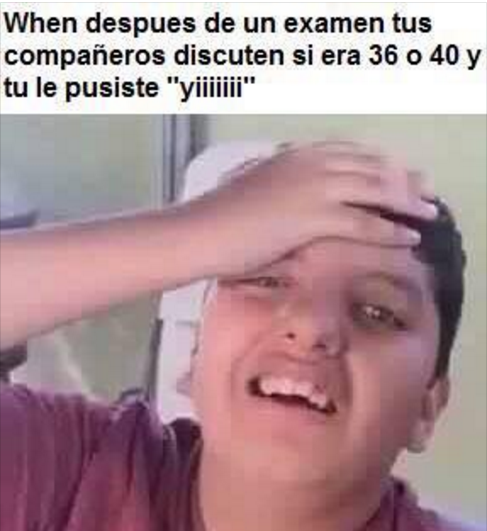 When despues de un examen tus
compañeros discuten si era 36 o 40 y
tu le pusiste "yiiiiiii"